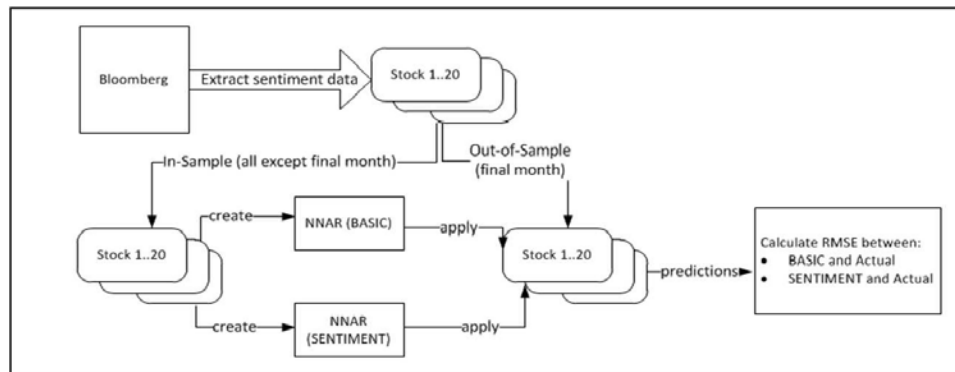 Bloomberg
Extract sentiment data
Stock 1..20
In-Sample (all except final month)
Out-of-Sample
(final month)
create
NNAR (BASIC)
apply
Stock 1..20
Stock 1..20
predictions
Calculate RMSE between:
• BASIC and Actual
• SENTIMENT and Actual
create
NNAR
(SENTIMENT)
apply